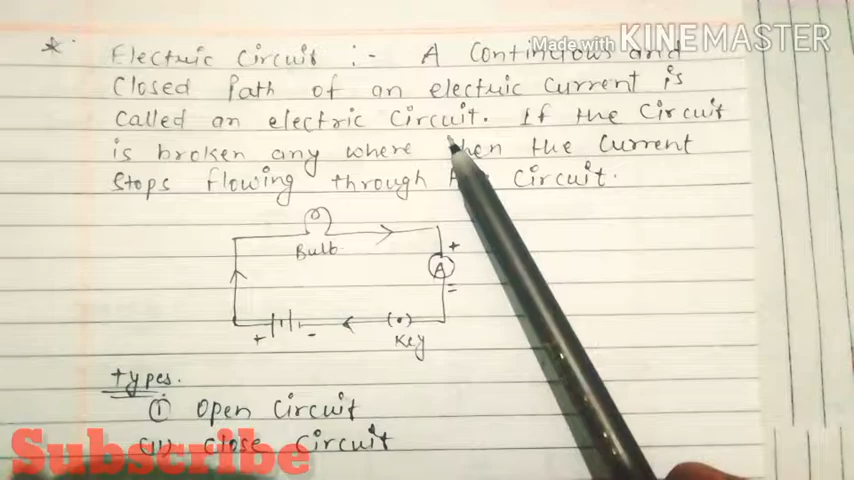 Made with KINEMASTER
* Electric Circuit :- A Continuous and
Closed Path of an electric current is
called an electric Circuit. If the Circuit
is broken any where then the current
Stops flowing through Circuit.
Bulb
+
A
=
+ -
Key
Types.
(i) Open Circuit
(ii) Close Circuit
Subscribe